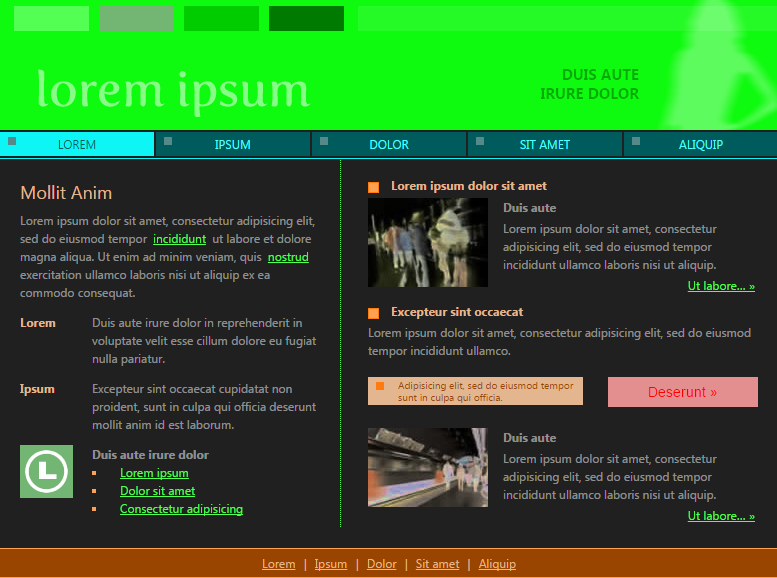 lorem ipsum
DUIS AUTE
IRURE DOLOR
LOREM
IPSUM
DOLOR
SIT AMET
ALIQUIP
Mollit Anim
Lorem ipsum dolor sit amet, consectetur adipisicing elit,
sed do eiusmod tempor incididunt ut labore et dolore
magna aliqua. Ut enim ad minim veniam, quis nostrud
exercitation ullamco laboris nisi ut aliquip ex ea
commodo consequat.
Lorem
Duis aute irure dolor in reprehenderit in
voluptate velit esse cillum dolore eu fugiat
nulla pariatur.
Ipsum
Excepteur sint occaecat cupidatat non
proident, sunt in culpa qui officia deserunt
mollit anim id est laborum.
L
Duis aute irure dolor
Lorem ipsum
Dolor sit amet
Consectetur adipisicing
Lorem ipsum dolor sit amet
Duis aute
Lorem ipsum dolor sit amet, consectetur
adipisicing elit, sed do eiusmod tempor
incididunt ut aliquip.
Ut labore... »
Excepteur sint occaecat
Lorem ipsum dolor sit amet, consectetur adipisicing elit, sed do eiusmod
tempor incididunt ullamco.
Adipisicing elit, sed do eiusmod tempor
sunt in culpa qui officia.
Deserunt »
Duis aute
Lorem ipsum dolor sit amet, consectetur
adipisicing elit, sed do eiusmod tempor
incididunt laboris nisi ut aliquip.
Ut labore... »
Lorem | Ipsum | Dolor | Sit amet | Aliquip